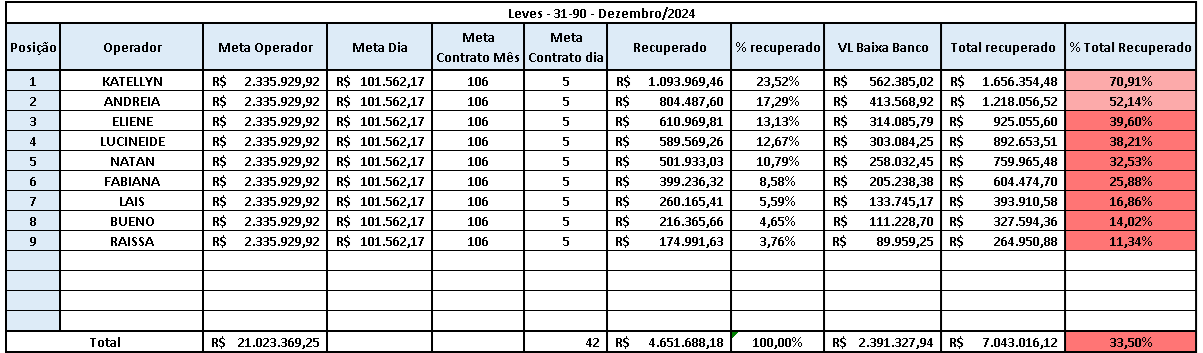 Leves - 31-90 - Dezembro/2024
Posição Operador Meta Operador Meta Dia Meta Contrato Mês Meta Contrato dia Recuperado % recuperado VL Baixa Banco Total recuperado % Total Recuperado
1 KATELLYN R$ 2.335.929,92 R$ 101.562,17 106 5 R$ 1.093.969,46 23,52% R$ 562.385,02 R$ 1.656.354,48 70,91%
2 ANDREIA R$ 2.335.929,92 R$ 101.562,17 106 5 R$ 804.487,60 17,29% R$ 413.568,92 R$ 1.218.056,52 52,14%
3 ELIENE R$ 2.335.929,92 R$ 101.562,17 106 5 R$ 610.969,81 13,13% R$ 314.085,79 R$ 925.055,60 39,60%
4 LUCINEIDE R$ 2.335.929,92 R$ 101.562,17 106 5 R$ 589.569,26 12,67% R$ 303.084,25 R$ 892.653,51 38,21%
5 NATAN R$ 2.335.929,92 R$ 101.562,17 106 5 R$ 501.933,03 10,79% R$ 258.032,45 R$ 759.965,48 32,53%
6 FABIANA R$ 2.335.929,92 R$ 101.562,17 106 5 R$ 399.236,32 8,58% R$ 205.238,38 R$ 604.474,70 25,88%
7 LAIS R$ 2.335.929,92 R$ 101.562,17 106 5 R$ 260.165,41 5,59% R$ 133.745,17 R$ 393.910,58 16,86%
8 BUENO R$ 2.335.929,92 R$ 101.562,17 106 5 R$ 216.365,66 4,65% R$ 111.228,70 R$ 327.594,36 14,02%
9 RAISSA R$ 2.335.929,92 R$ 101.562,17 106 5 R$ 174.991,63 3,76% R$ 89.959,25 R$ 264.950,88 11,34%
Total R$ 21.023.369,25 42 R$ 4.651.688,18 100,00% R$ 2.391.327,94 R$ 7.043.016,12 33,50%